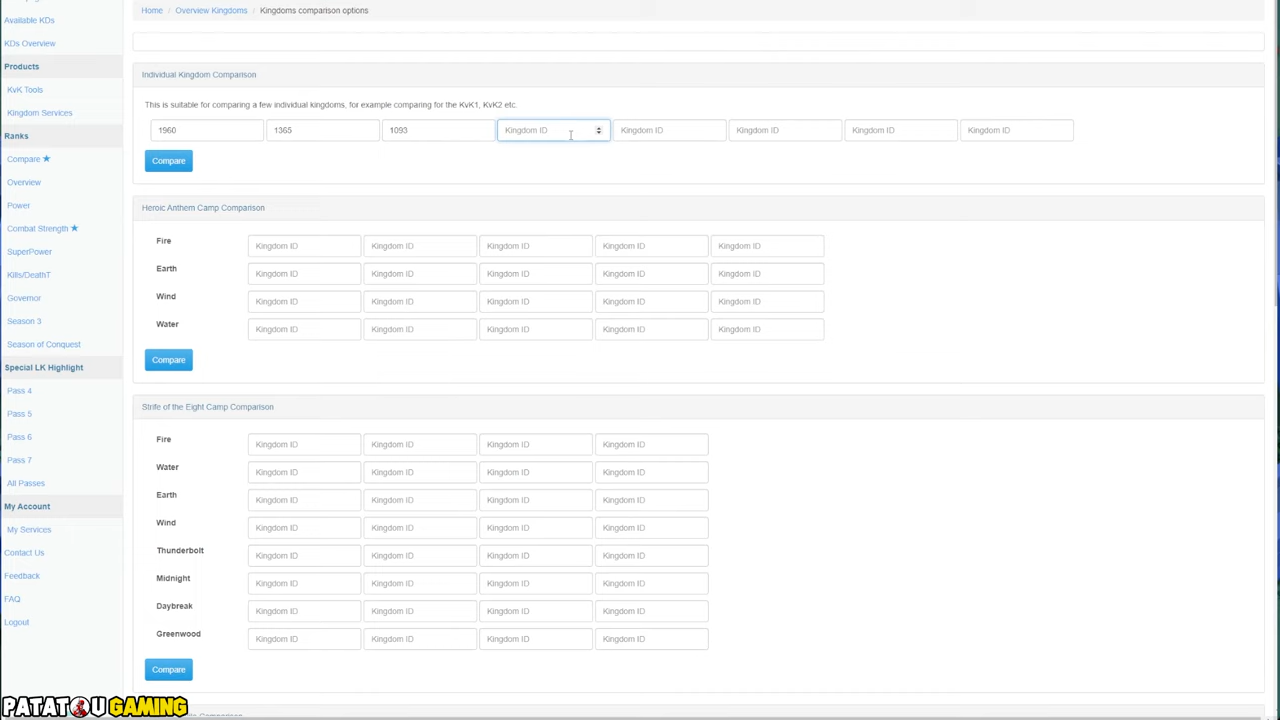 Available KDs
KDs Overview
Products
KvK Tools
Kingdom Services
Ranks
Compare ★
Overview
Power
Combat Strength ★
SuperPower
Kills/DeathT
Governor
Season 3
Season of Conquest
Special LK Highlight
Pass 4
Pass 5
Pass 6
Pass 7
All Passes
My Account
My Services
Contact Us
Feedback
FAQ
Logout
Home / Overview Kingdoms / Kingdoms comparison options
Individual Kingdom Comparison
This is suitable for comparing a few individual kingdoms, for example comparing for the KvK1, KvK2 etc.
1960 1365 1093 Kingdom ID Kingdom ID Kingdom ID Kingdom ID Kingdom ID
Compare
Heroic Anthem Camp Comparison
Fire Kingdom ID Kingdom ID Kingdom ID Kingdom ID Kingdom ID
Earth Kingdom ID Kingdom ID Kingdom ID Kingdom ID Kingdom ID
Wind Kingdom ID Kingdom ID Kingdom ID Kingdom ID Kingdom ID
Water Kingdom ID Kingdom ID Kingdom ID Kingdom ID Kingdom ID
Compare
Strife of the Eight Camp Comparison
Fire Kingdom ID Kingdom ID Kingdom ID Kingdom ID
Water Kingdom ID Kingdom ID Kingdom ID Kingdom ID
Earth Kingdom ID Kingdom ID Kingdom ID Kingdom ID
Wind Kingdom ID Kingdom ID Kingdom ID Kingdom ID
Thunderbolt Kingdom ID Kingdom ID Kingdom ID Kingdom ID
Midnight Kingdom ID Kingdom ID Kingdom ID Kingdom ID
Daybreak Kingdom ID Kingdom ID Kingdom ID Kingdom ID
Greenwood Kingdom ID Kingdom ID Kingdom ID Kingdom ID
Compare
Comparison
PATATOU GAMING